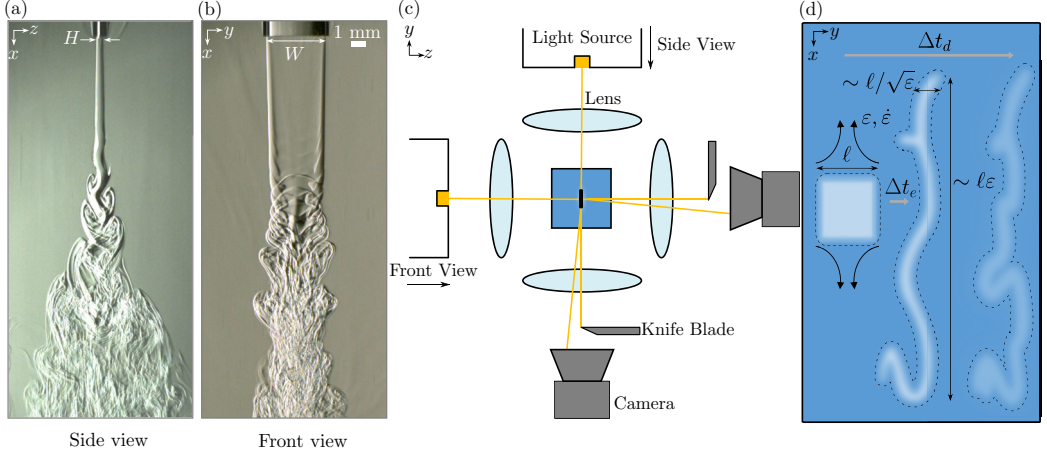 (a)
z
x
H
Side view
(b)
y
x
1 mm
W
Front view
(c)
y
z
Light Source
Side View
Lens
Front View
Knife Blade
Camera
(d)
y
x
Δt_d
∼ ℓ/√ε
ε, ε̇
ℓ
Δt_e
∼ ℓε